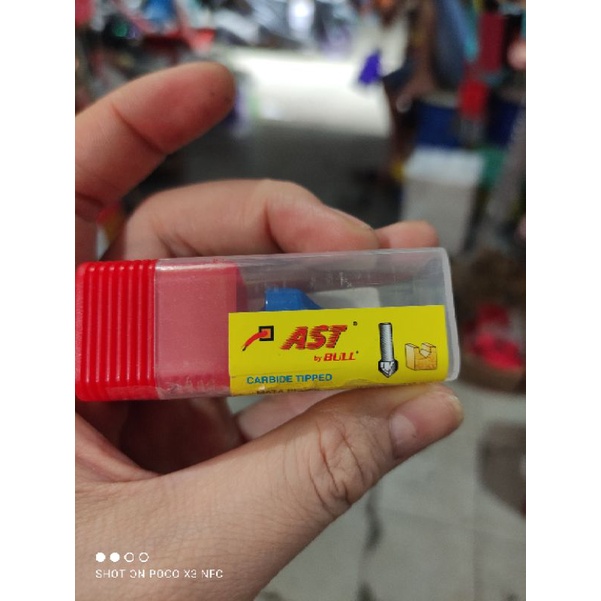 AST®
by BULL
CARBIDE TIPPED
SHOT ON POCO X3 NFC